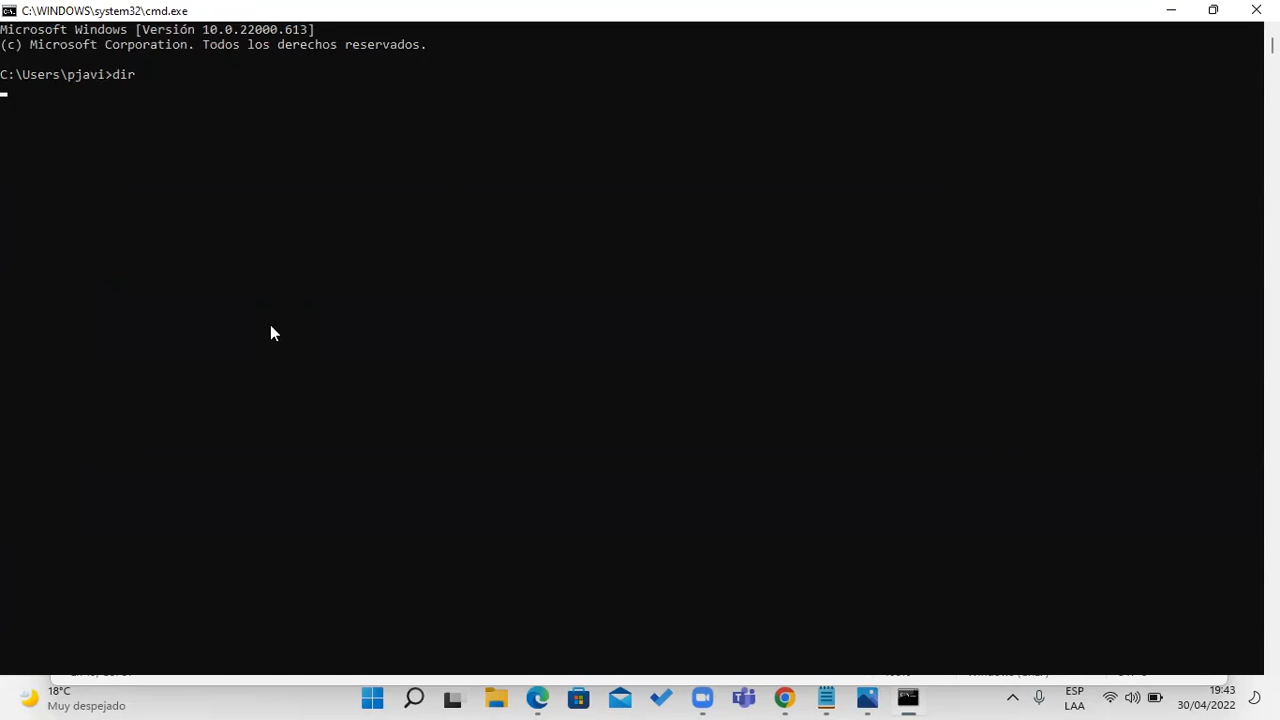 C:\WINDOWS\system32\cmd.exe
Microsoft Windows [Versión 10.0.22000.613]
(c) Microsoft Corporation. Todos los derechos reservados.
C:\Users\pjavi>dir
18°C
Muy despejado
ESP
LAA
19:43
30/04/2022